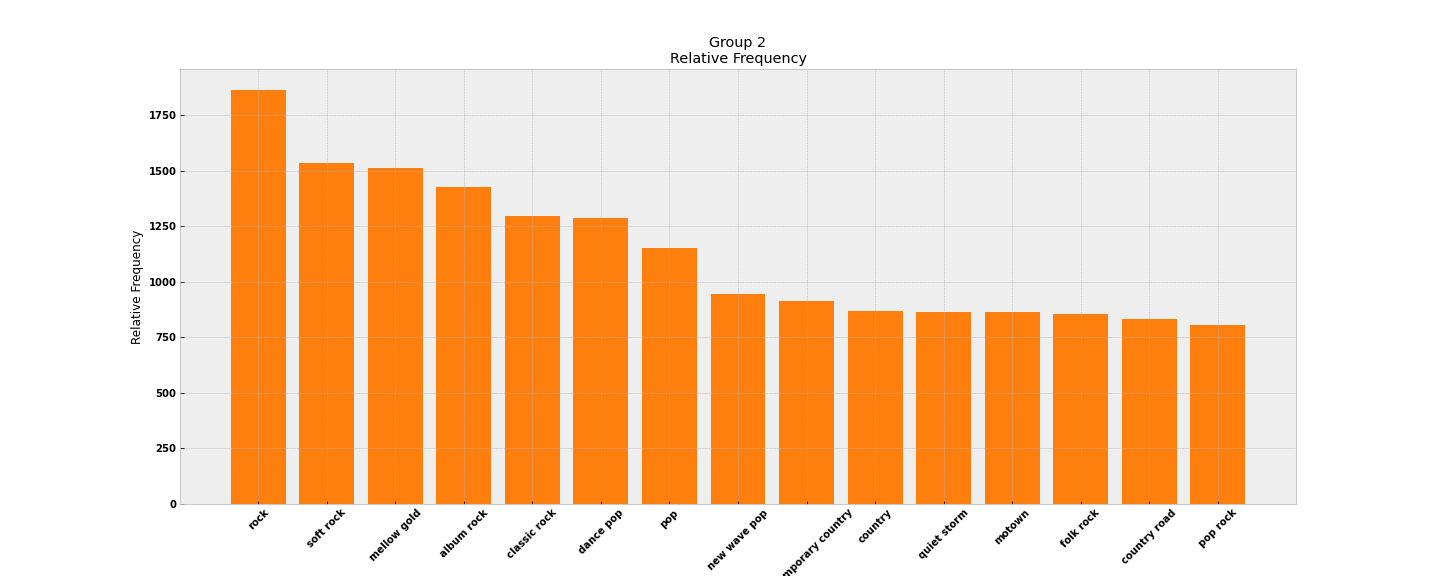 Group 2
Relative Frequency
Relative Frequency
1750
1500
1250
1000
750
500
250
0
rock
soft rock
mellow gold
album rock
classic rock
dance pop
pop
new wave pop
mporary country
country
quiet storm
motown
folk rock
country road
pop rock